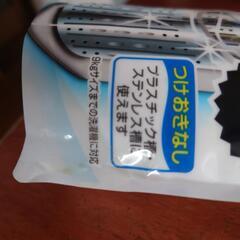 つけおきなし
プラスチック槽、
ステンレス槽に
使えます
9kgサイズまでの洗濯機に対応